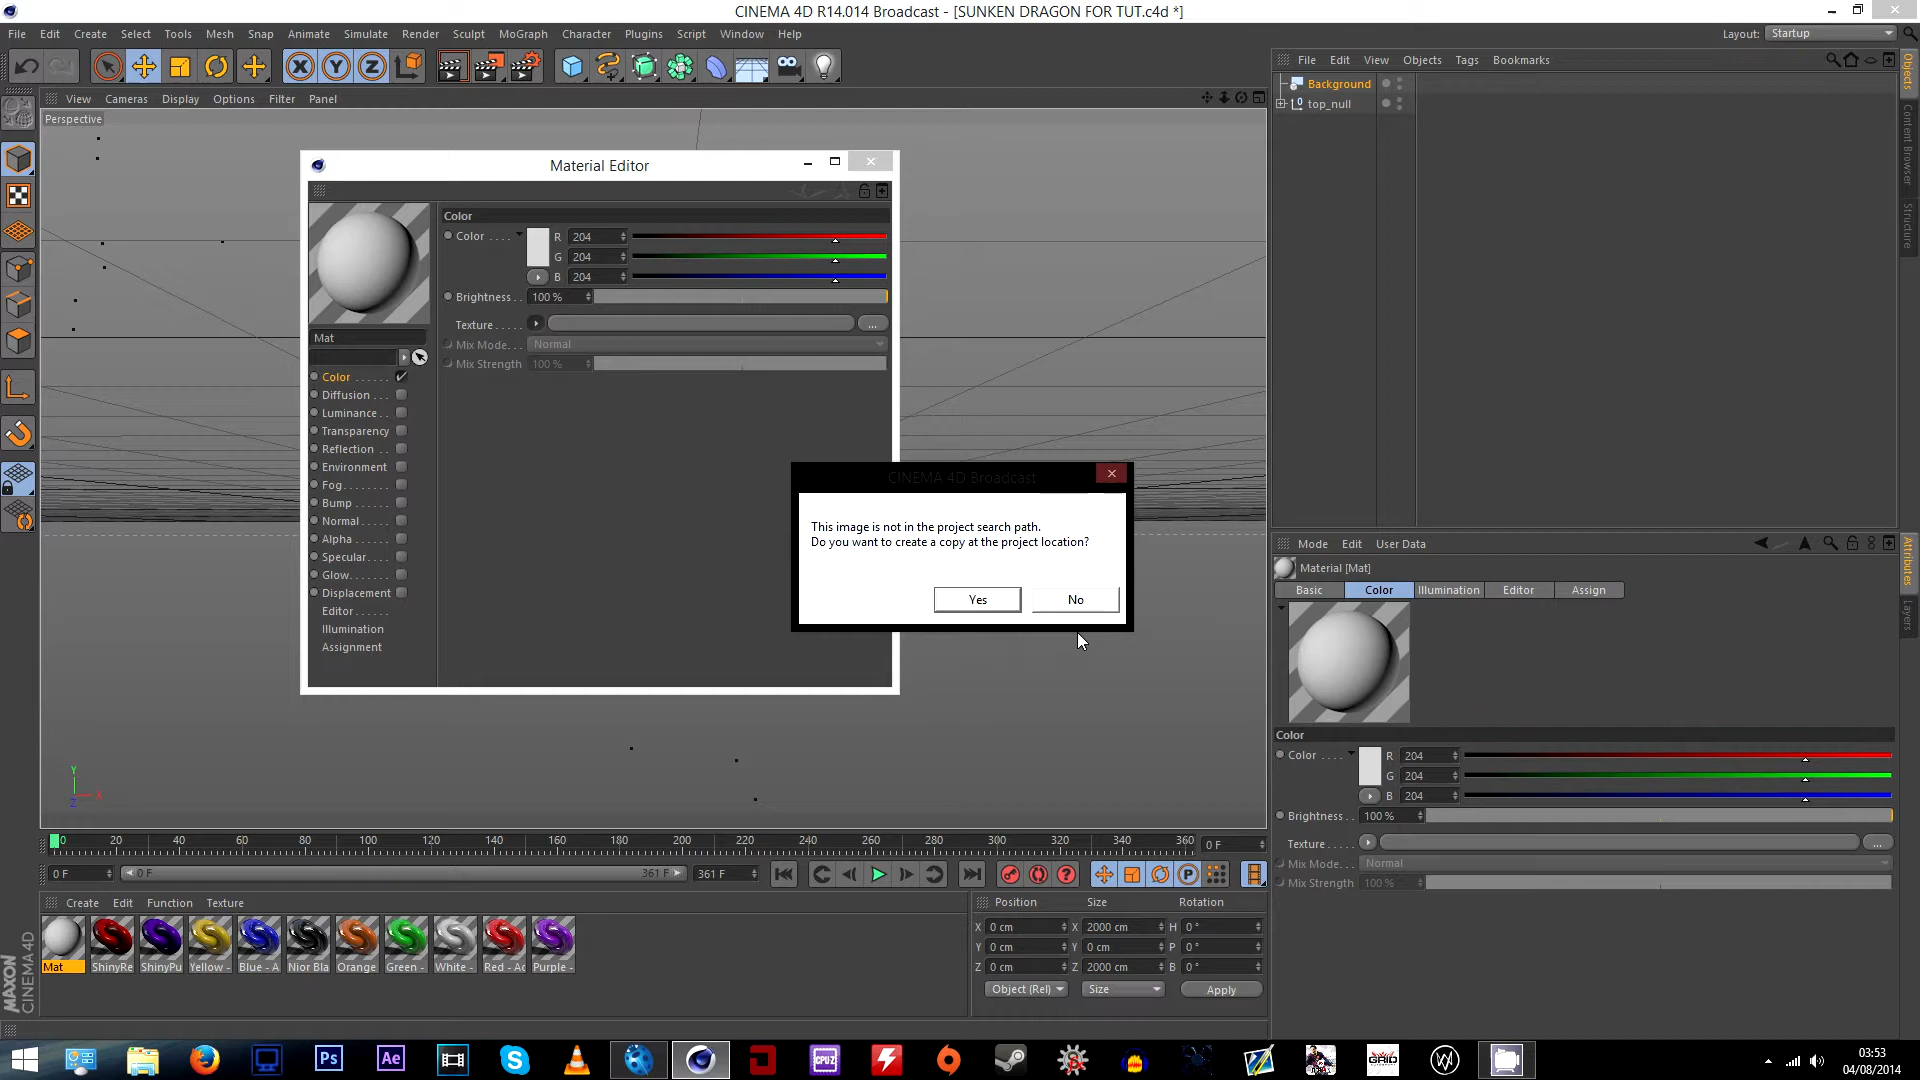 CINEMA 4D R14.014 Broadcast - [SUNKEN DRAGON FOR TUT.c4d *]
File Edit Create Select Tools Mesh Snap Animate Simulate Render Sculpt MoGraph Character Plugins Script Window Help
Layout: Startup
View Cameras Display Options Filter Panel
Perspective
File Edit View Objects Tags Bookmarks
Background
top_null
Objects
Content Browser
Structure
Material Editor
Color
Color . . . . R 204
G 204
B 204
Brightness . . 100 %
Texture . . . . . ...
Mix Mode. . . Normal
Mix Strength 100 %
Mat
Color . . . . . .
Diffusion . . .
Luminance . .
Transparency
Reflection . .
Environment
Fog . . . . . . .
Bump . . . . .
Normal . . . .
Alpha . . . . .
Specular. . . .
Glow. . . . . .
Displacement
Editor . . . . .
Illumination
Assignment
CINEMA 4D Broadcast
This image is not in the project search path.
Do you want to create a copy at the project location?
Yes No
Mode Edit User Data
Material [Mat]
Basic Color Illumination Editor Assign
Attributes
Layers
Color
Color . . . . R 204
G 204
B 204
Brightness . . 100 %
Texture . . . . . ...
Mix Mode. . . Normal
Mix Strength 100 %
Y
X
Z
0 20 40 60 80 100 120 140 160 180 200 220 240 260 280 300 320 340 360 0 F
0 F 0 F 361 F 361 F
Create Edit Function Texture
Mat ShinyRe ShinyPu Yellow - Blue - A Nior Bla Orange Green - White - Red - Ac Purple -
Position Size Rotation
X 0 cm X 2000 cm H 0 °
Y 0 cm Y 0 cm P 0 °
Z 0 cm Z 2000 cm B 0 °
Object (Rel) Size Apply
MAXON
CINEMA 4D
Ps
Ae
CPUZ
GRID
03:53
04/08/2014